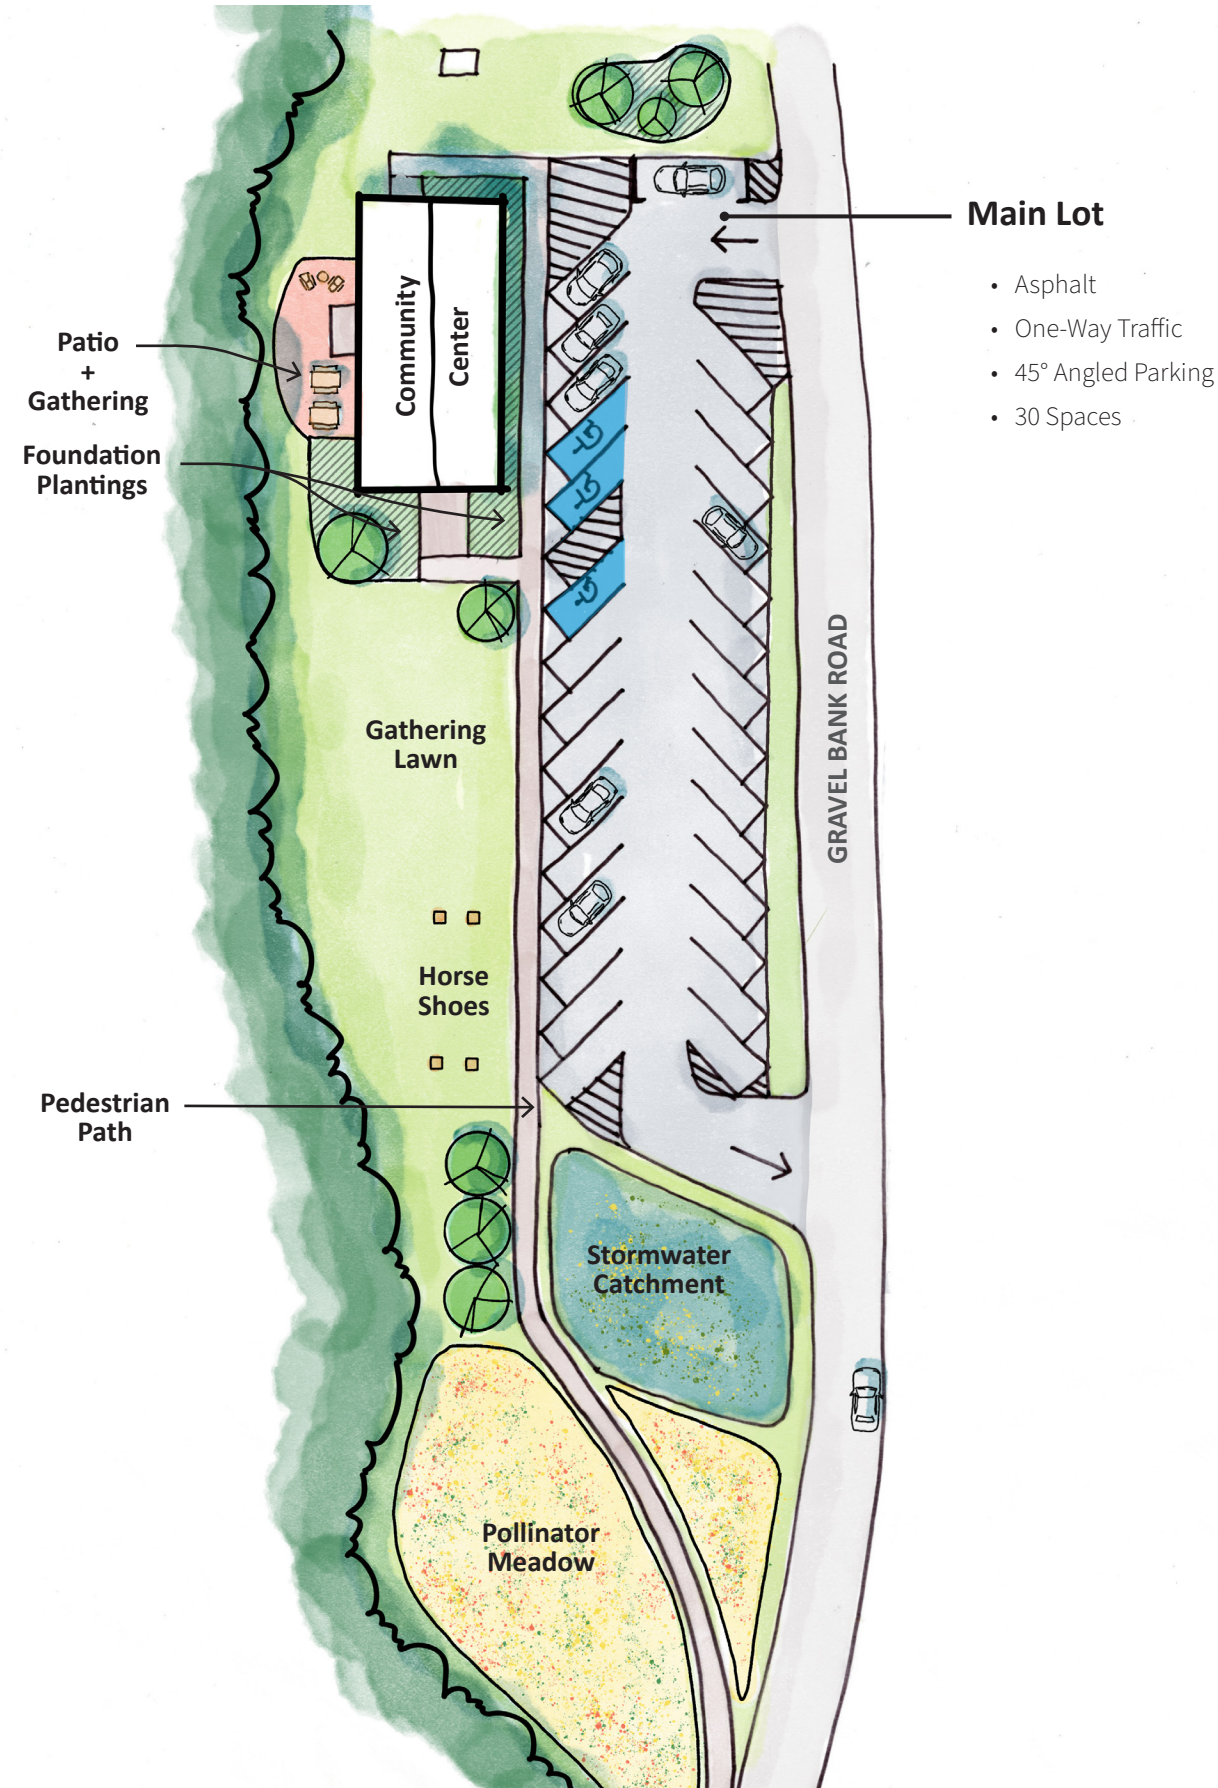 Main Lot
• Asphalt
• One-Way Traffic
• 45° Angled Parking
• 30 Spaces
Patio
+
Gathering
Foundation
Plantings
Community
Center
Gathering
Lawn
GRAVEL BANK ROAD
Horse
Shoes
Pedestrian
Path
Stormwater
Catchment
Pollinator
Meadow